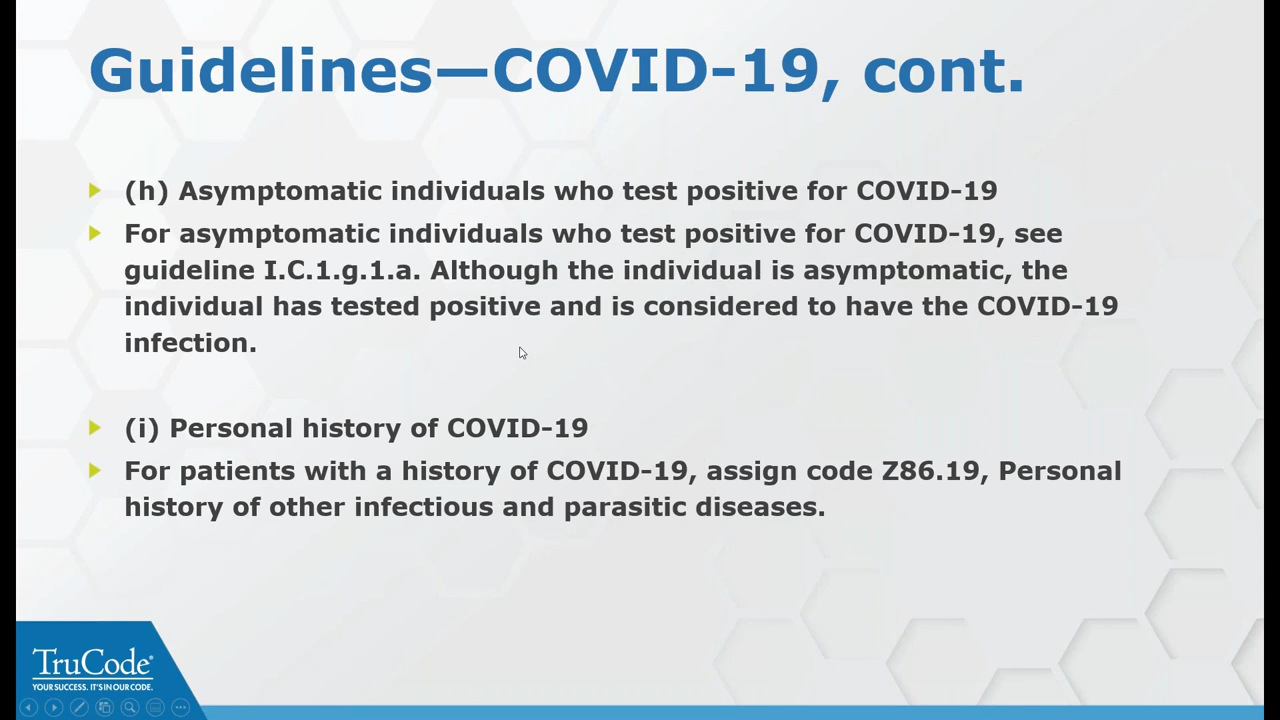 Guidelines—COVID-19, cont.
(h) Asymptomatic individuals who test positive for COVID-19
For asymptomatic individuals who test positive for COVID-19, see
guideline I.C.1.g.1.a. Although the individual is asymptomatic, the
individual has tested positive and is considered to have the COVID-19
infection.
(i) Personal history of COVID-19
For patients with a history of COVID-19, assign code Z86.19, Personal
history of other infectious and parasitic diseases.
TruCode®
YOUR SUCCESS. IT'S IN OUR CODE.